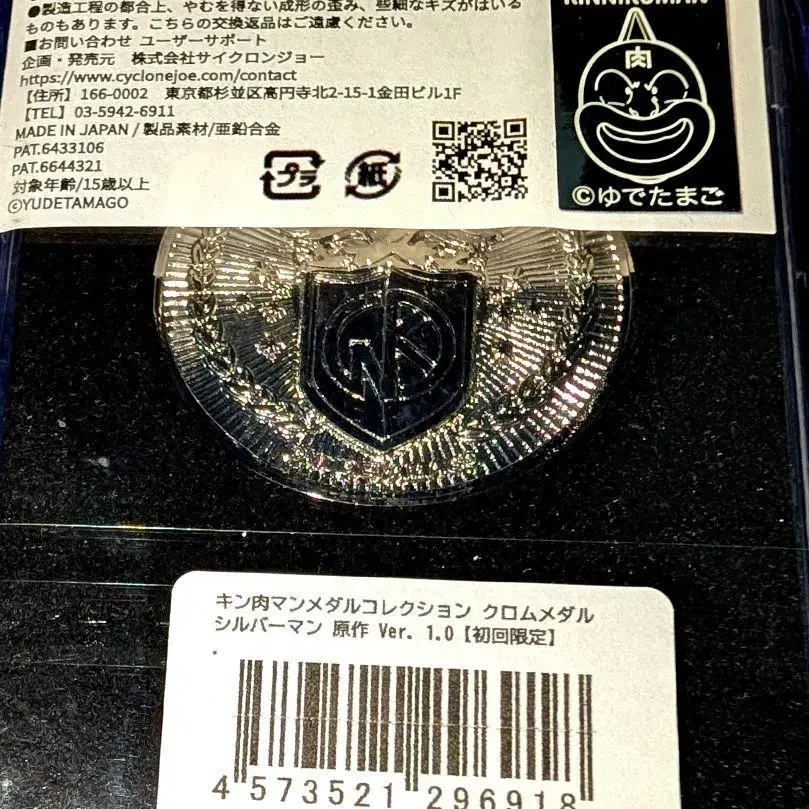 ●製造工程の都合上、やむを得ない成形の歪み、些細なキズがはいる
ものもあります。こちらの交換返品はご遠慮ください。
■お問い合わせ ユーザーサポート
企画・発売元 株式会社サイクロンジョー
https://www.cyclonejoe.com/contact
【住所】166-0002 東京都杉並区高円寺北2-15-1金田ビル1F
【TEL】03-5942-6911
MADE IN JAPAN / 製品素材/亜鉛合金
PAT.6433106
PAT.6644321
対象年齢/15歳以上
©YUDETAMAGO
プラ
紙
KINNIKUMAN
肉
©ゆでたまご
キン肉マンメダルコレクション クロムメダル
シルバーマン 原作 Ver. 1.0【初回限定】
4 573521 296918